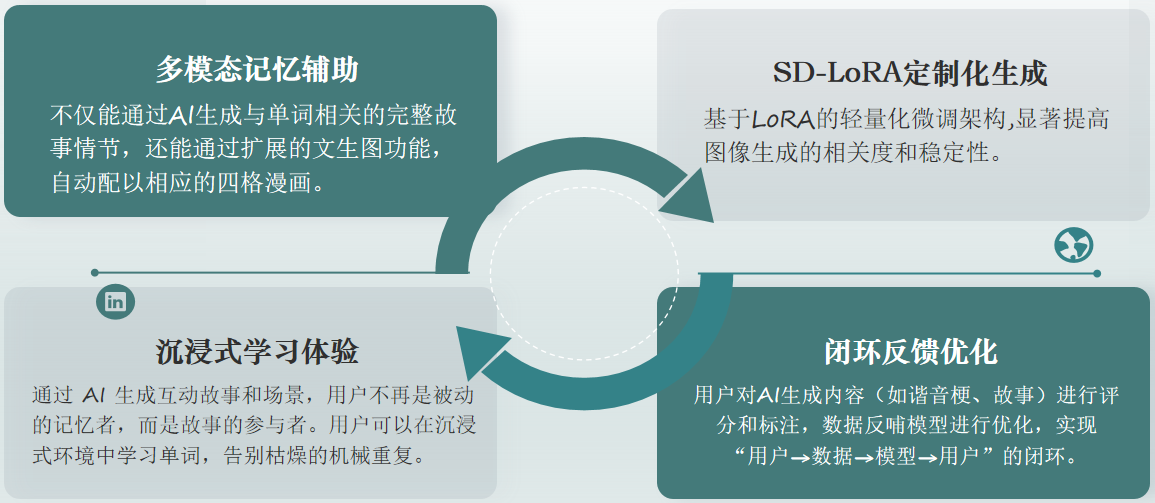 多模态记忆辅助
不仅能通过AI生成与单词相关的完整故
事情节，还能通过扩展的文生图功能，
自动配以相应的四格漫画。
SD-LoRA定制化生成
基于LoRA的轻量化微调架构,显著提高
图像生成的相关度和稳定性。
in
沉浸式学习体验
通过 AI 生成互动故事和场景，用户不再是被动
的记忆者，而是故事的参与者。用户可以在沉浸
式环境中学习单词，告别枯燥的机械重复。
闭环反馈优化
用户对AI生成内容（如谐音梗、故事）进行评
分和标注，数据反哺模型进行优化，实现
“用户→数据→模型→用户”的闭环。